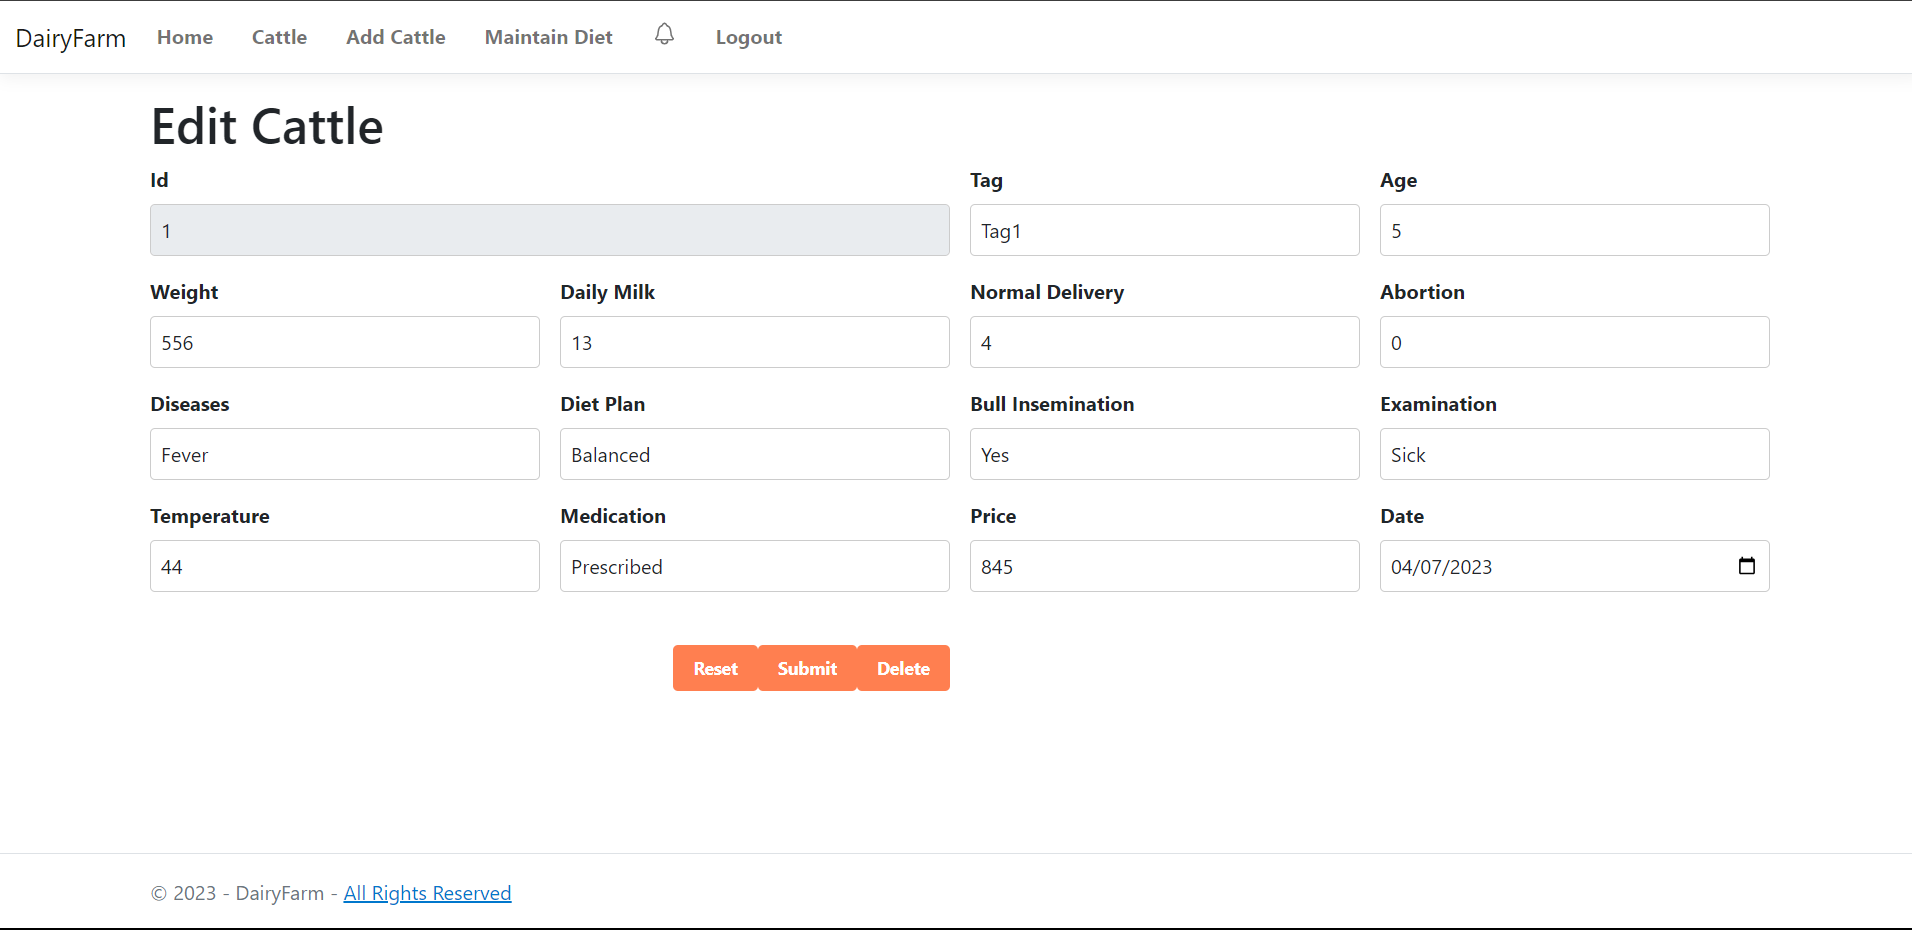 DairyFarm Home Cattle Add Cattle Maintain Diet Logout
Edit Cattle
Id Tag Age
1 Tag1 5
Weight Daily Milk Normal Delivery Abortion
556 13 4 0
Diseases Diet Plan Bull Insemination Examination
Fever Balanced Yes Sick
Temperature Medication Price Date
44 Prescribed 845 04/07/2023
Reset Submit Delete
© 2023 - DairyFarm - All Rights Reserved